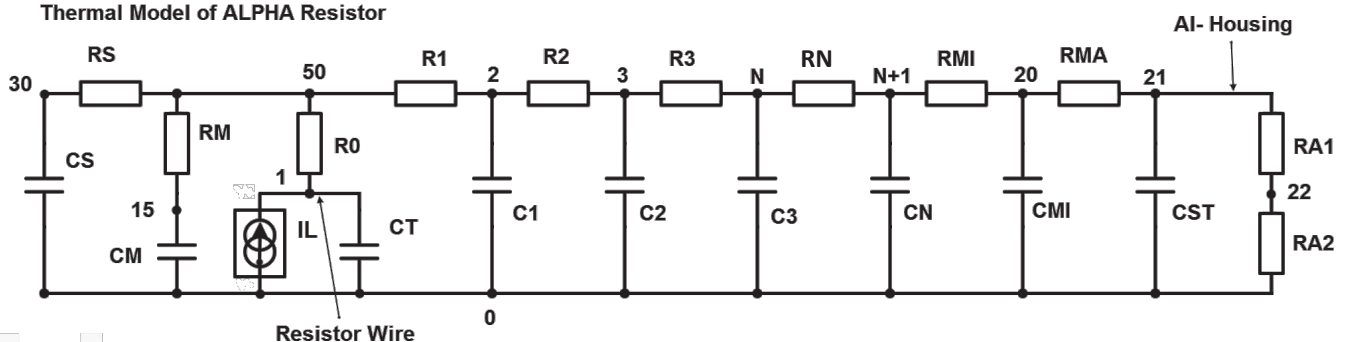 Thermal Model of ALPHA Resistor
Al- Housing
30
RS
50
R1
2
R2
3
R3
N
RN
N+1
RMI
20
RMA
21
RM
R0
RA1
CS
1
22
15
IL
CT
C1
C2
C3
CN
CMI
CST
CM
RA2
0
Resistor Wire